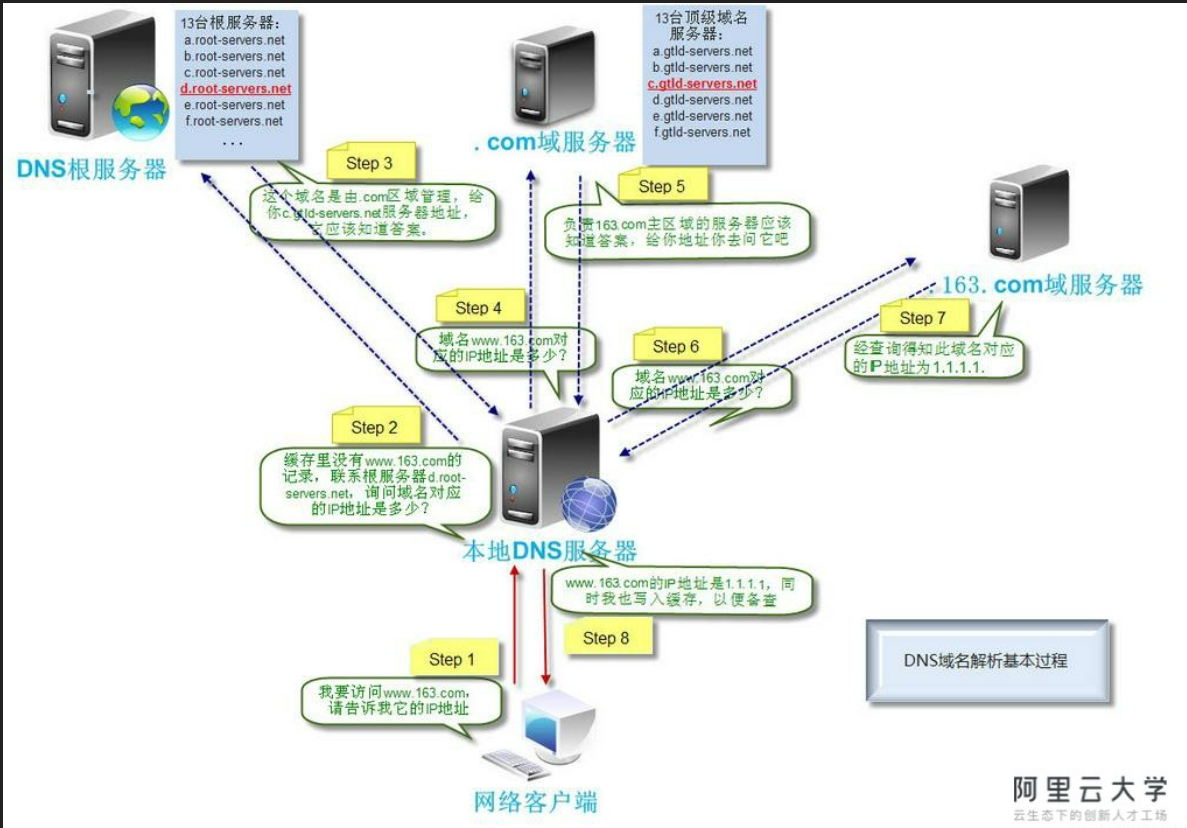 13台根服务器：
a.root-servers.net
b.root-servers.net
c.root-servers.net
d.root-servers.net
e.root-servers.net
f.root-servers.net
...
DNS根服务器
13台顶级域名
服务器：
a.gtld-servers.net
b.gtld-servers.net
c.gtld-servers.net
d.gtld-servers.net
e.gtld-servers.net
f.gtld-servers.net
.com域服务器
Step 3
这个域名是由.com区域管理，给
你c.gtld-servers.net服务器地址，
它应该知道答案。
Step 5
负责163.com主区域的服务器应该
知道答案，给你地址你去问它吧
.163.com域服务器
Step 7
经查询得知此域名对应
的IP地址为1.1.1.1.
Step 4
域名www.163.com对
应的IP地址是多少？
Step 6
域名www.163.com对
应的IP地址是多少？
Step 2
缓存里没有www.163.com的
记录，联系根服务器d.root-
servers.net，询问域名对应
的IP地址是多少？
本地DNS服务器
www.163.com的IP地址是1.1.1.1，同
时我也写入缓存，以便备查
Step 8
Step 1
我要访问www.163.com，
请告诉我它的IP地址
网络客户端
DNS域名解析基本过程
阿里云大学
云生态下的创新人才工场